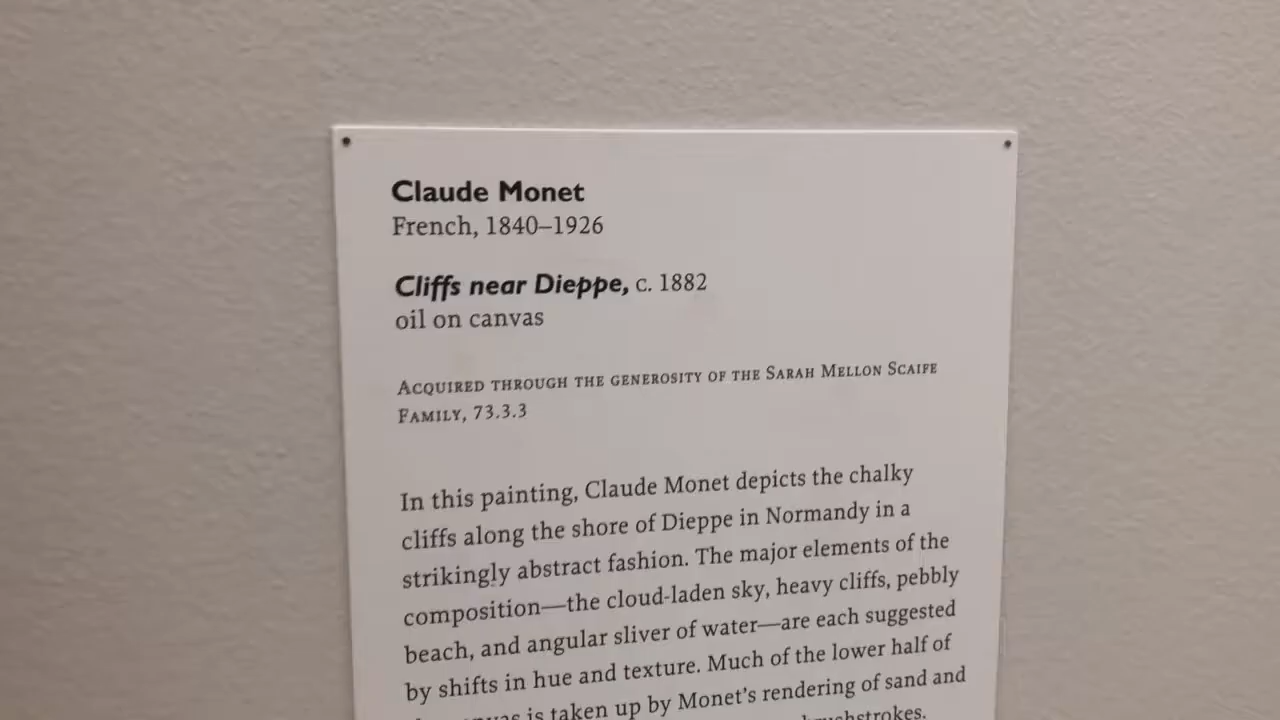 Claude Monet
French, 1840–1926
Cliffs near Dieppe, c. 1882
oil on canvas
Acquired through the generosity of the Sarah Mellon Scaife
Family, 73.3.3
In this painting, Claude Monet depicts the chalky
cliffs along the shore of Dieppe in Normandy in a
strikingly abstract fashion. The major elements of the
composition—the cloud-laden sky, heavy cliffs, pebbly
beach, and angular sliver of water—are each suggested
by shifts in hue and texture. Much of the lower half of
is taken up by Monet's rendering of sand and